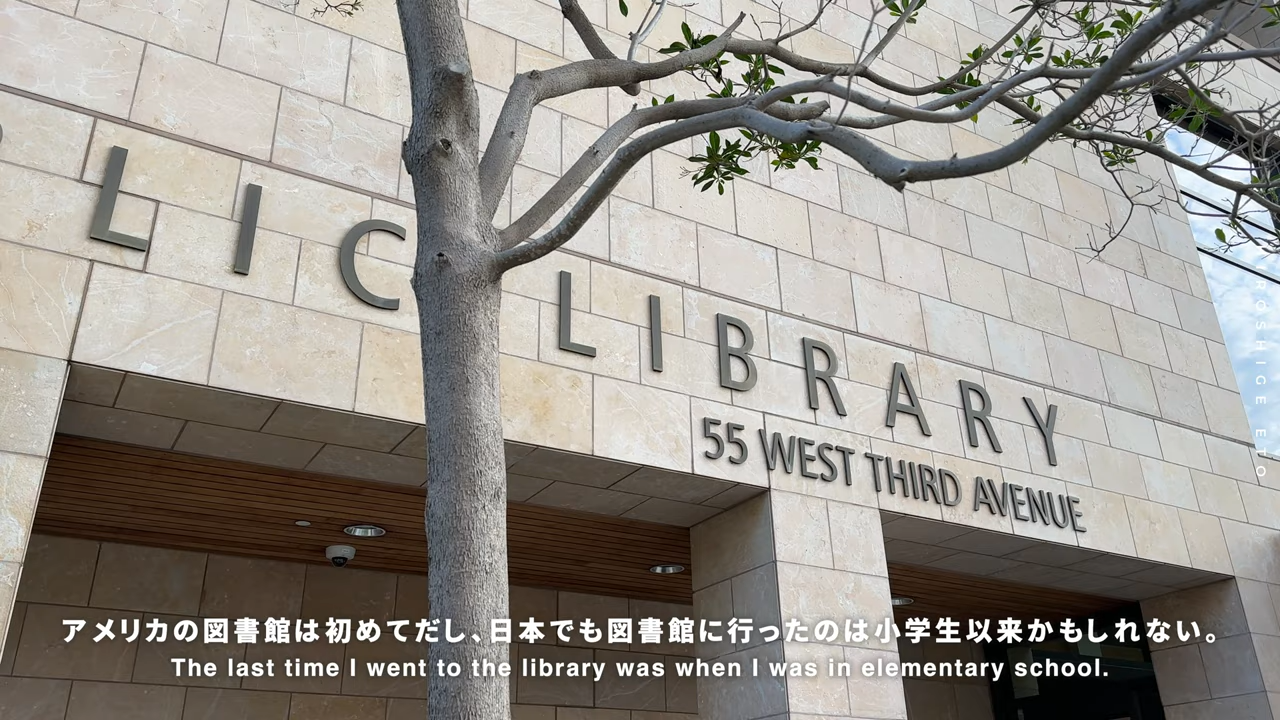 LIC LIBRARY
55 WEST THIRD AVENUE
アメリカの図書館は初めてだし、日本でも図書館に行ったのは小学生以来かもしれない。
The last time I went to the library was when I was in elementary school.